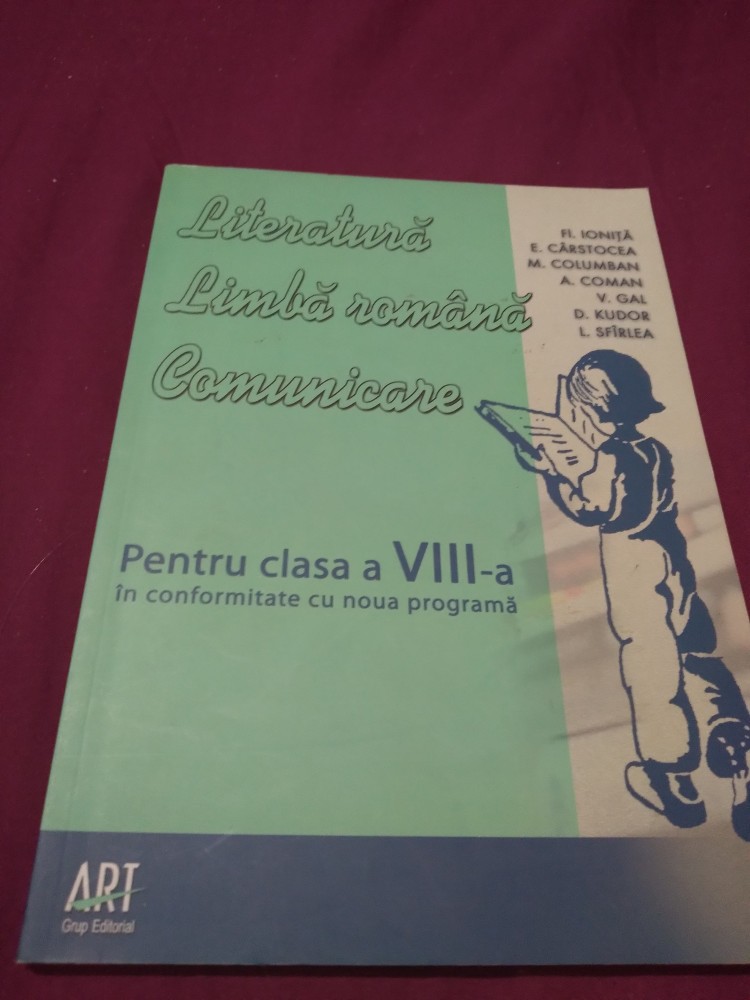 Literatură
Limbă română
Comunicare
FL. IONIȚĂ
E. CÂRSTOCEA
M. COLUMBAN
A. COMAN
V. GAL
D. KUDOR
L. SFÎRLEA
Pentru clasa a VIII-a
în conformitate cu noua programă
ART
Grup Editorial